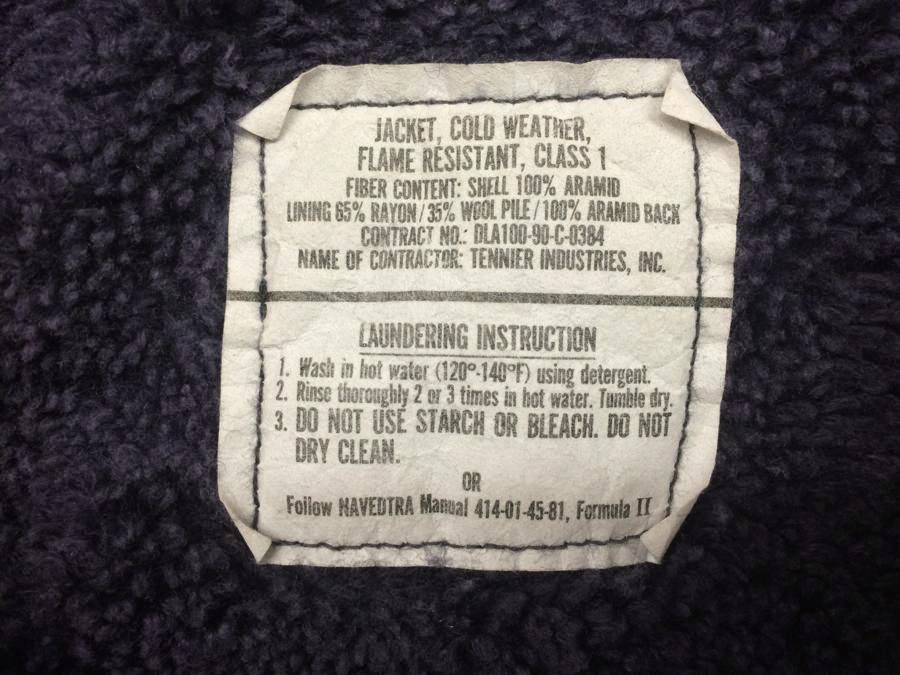 JACKET, COLD WEATHER,
FLAME RESISTANT, CLASS 1
FIBER CONTENT: SHELL 100% ARAMID
LINING 65% RAYON/35% WOOL PILE/100% ARAMID BACK
CONTRACT NO.: DLA100-90-C-0384
NAME OF CONTRACTOR: TENNIER INDUSTRIES, INC.
LAUNDERING INSTRUCTION
1. Wash in hot water (120°-140°F) using detergent.
2. Rinse thoroughly 2 or 3 times in hot water. Tumble dry.
3. DO NOT USE STARCH OR BLEACH. DO NOT
DRY CLEAN.
OR
Follow NAVEDTRA Manual 414-01-45-81, Formula II